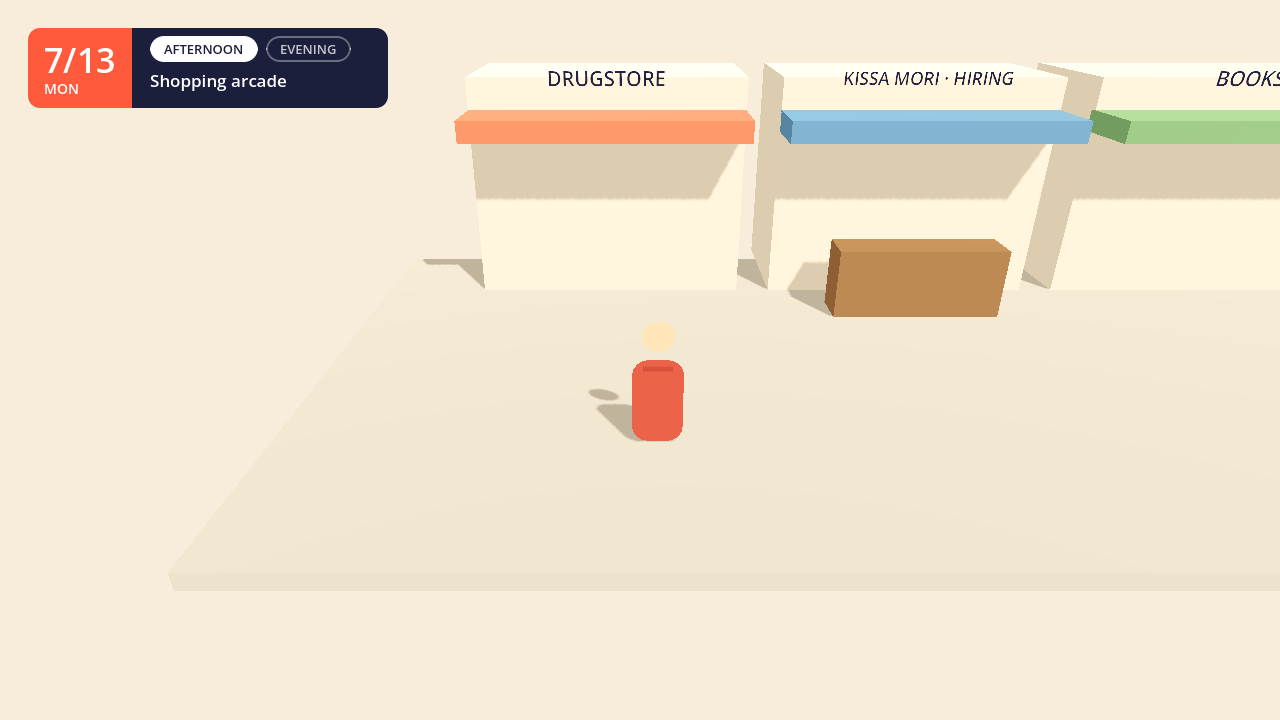 7/13
MON
AFTERNOON
EVENING
Shopping arcade
DRUGSTORE
KISSA MORI · HIRING
BOOKS